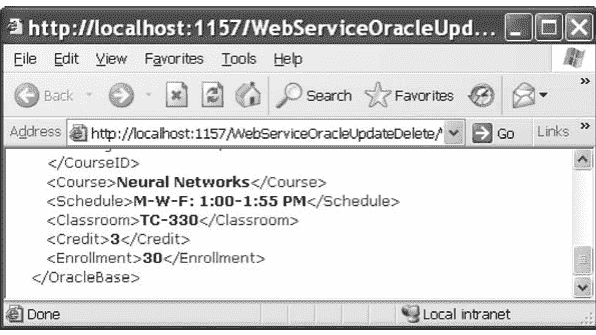 http://localhost:1157/WebServiceOracleUpd...
File Edit View Favorites Tools Help
Back Search Favorites »
Address http://localhost:1157/WebServiceOracleUpdateDelete/ Go Links »
</CourseID>
<Course>Neural Networks</Course>
<Schedule>M-W-F: 1:00-1:55 PM</Schedule>
<Classroom>TC-330</Classroom>
<Credit>3</Credit>
<Enrollment>30</Enrollment>
</OracleBase>
Done Local intranet